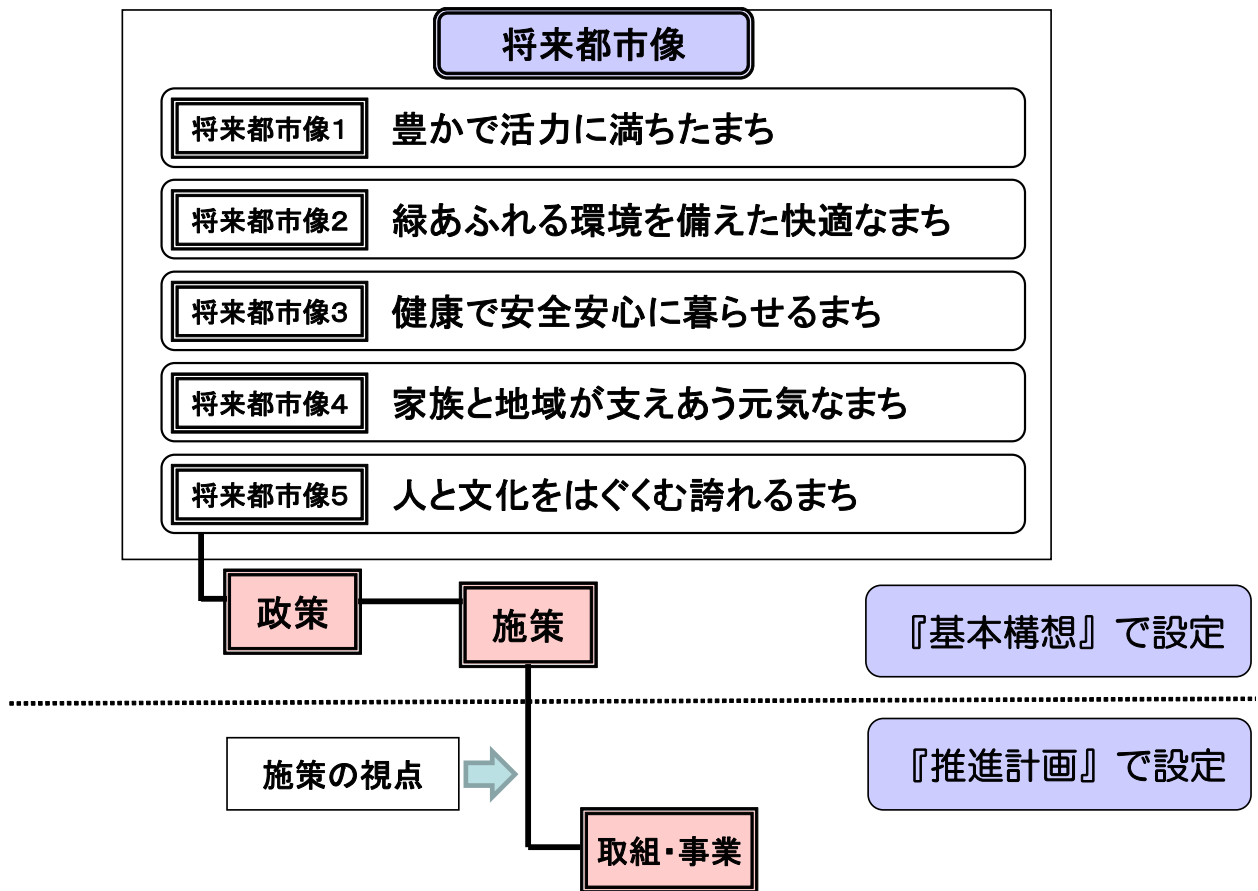 将来都市像
将来都市像1 豊かで活力に満ちたまち
将来都市像2 緑あふれる環境を備えた快適なまち
将来都市像3 健康で安全安心に暮らせるまち
将来都市像4 家族と地域が支えあう元気なまち
将来都市像5 人と文化をはぐくむ誇れるまち
政策
施策
『基本構想』で設定
施策の視点
『推進計画』で設定
取組・事業